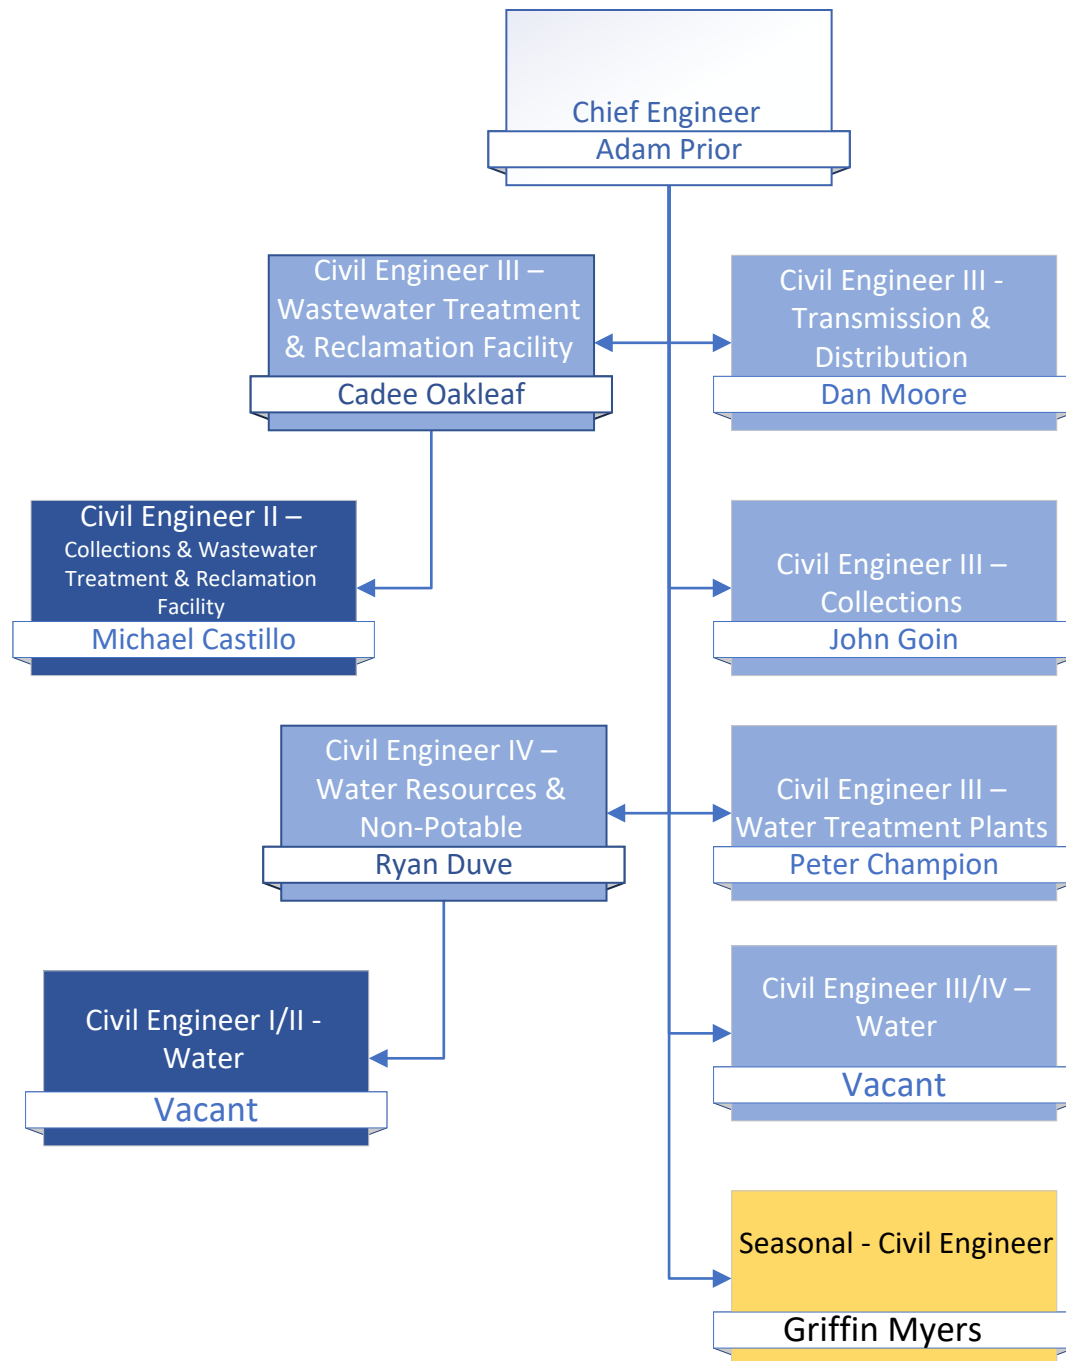 Chief Engineer
Adam Prior
Civil Engineer III –
Wastewater Treatment
& Reclamation Facility
Cadee Oakleaf
Civil Engineer III -
Transmission &
Distribution
Dan Moore
Civil Engineer II –
Collections & Wastewater
Treatment & Reclamation
Facility
Michael Castillo
Civil Engineer III –
Collections
John Goin
Civil Engineer IV –
Water Resources &
Non-Potable
Ryan Duve
Civil Engineer III –
Water Treatment Plants
Peter Champion
Civil Engineer I/II -
Water
Vacant
Civil Engineer III/IV –
Water
Vacant
Seasonal - Civil Engineer
Griffin Myers